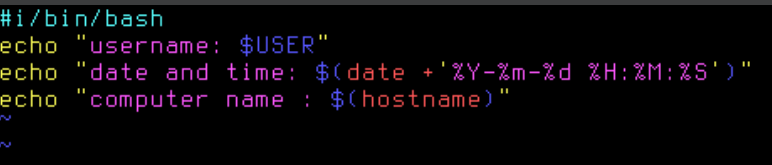 #i/bin/bash
echo "username: $USER"
echo "date and time: $(date +'%Y-%m-%d %H:%M:%S')"
echo "computer name : $(hostname)"
~
~